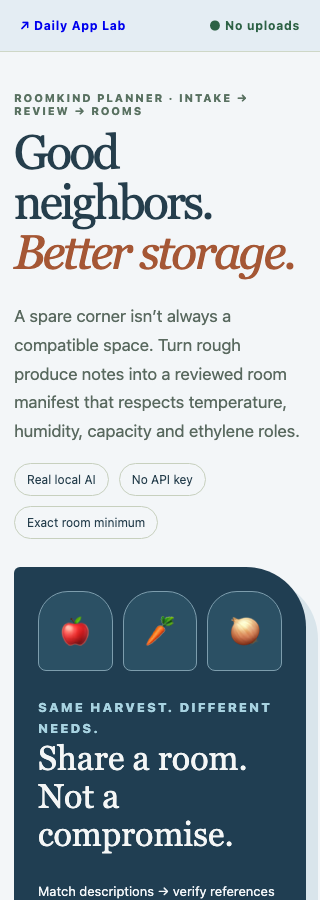 ↗ Daily App Lab
● No uploads
ROOMKIND PLANNER · INTAKE →
REVIEW → ROOMS
Good
neighbors.
Better storage.
A spare corner isn’t always a
compatible space. Turn rough
produce notes into a reviewed room
manifest that respects temperature,
humidity, capacity and ethylene roles.
Real local AI
No API key
Exact room minimum
SAME HARVEST. DIFFERENT
NEEDS.
Share a room.
Not a
compromise.
Match descriptions → verify references